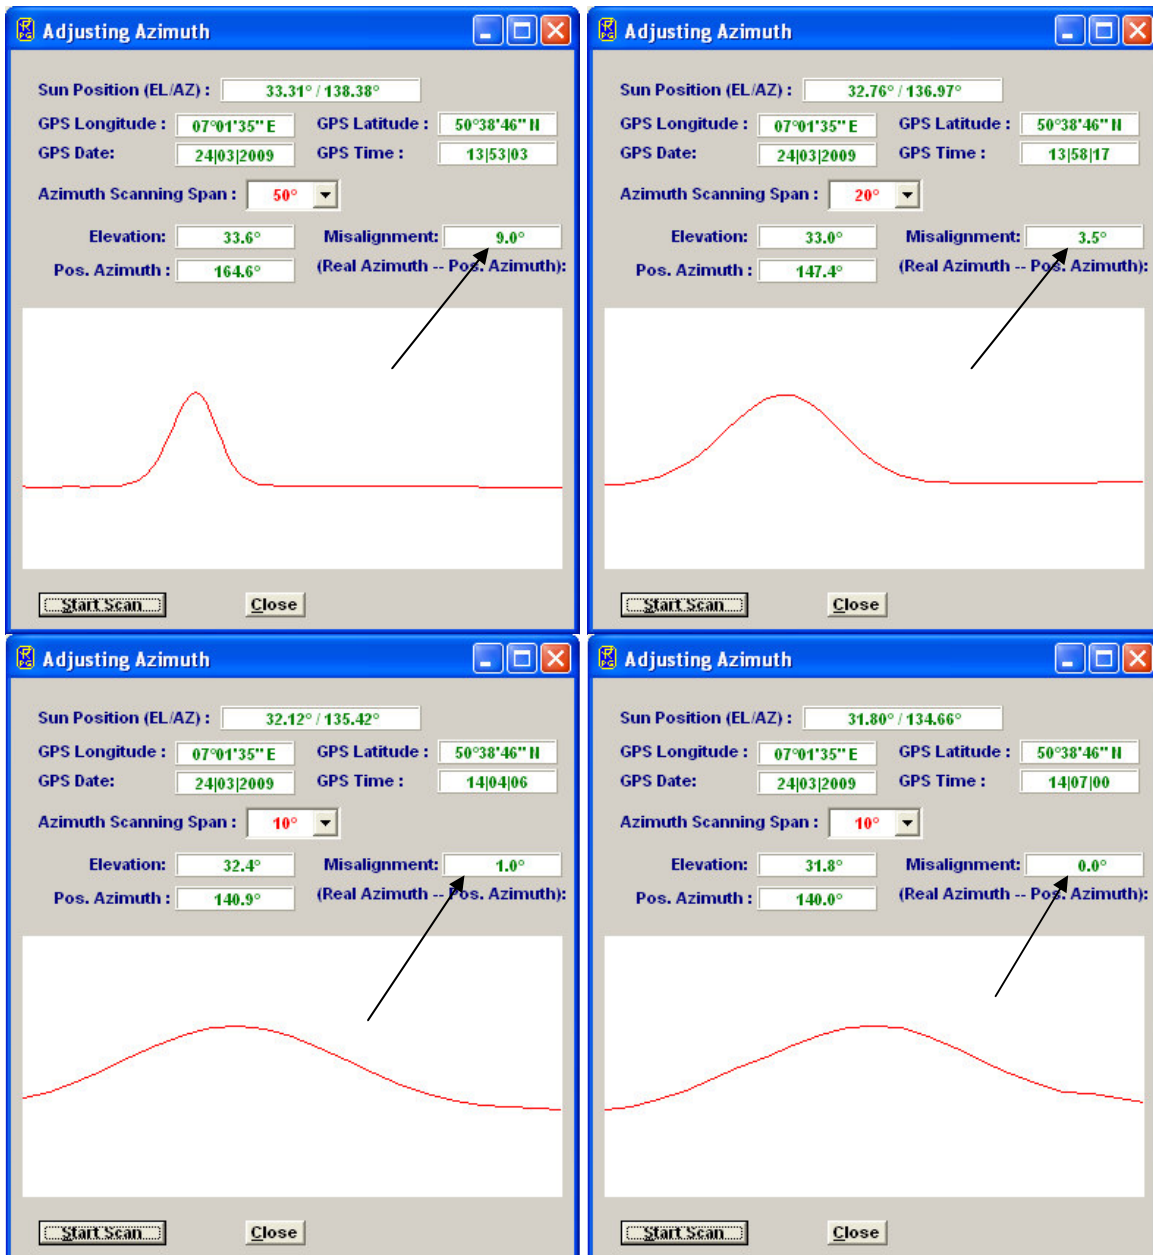 Adjusting Azimuth
Sun Position (EL/AZ) : 33.31° / 138.38°
GPS Longitude : 07°01'35" E GPS Latitude : 50°38'46" N
GPS Date: 24|03|2009 GPS Time : 13|53|03
Azimuth Scanning Span : 50°
Elevation: 33.6° Misalignment: 9.0°
Pos. Azimuth : 164.6° (Real Azimuth -- Pos. Azimuth):
Start Scan Close
Adjusting Azimuth
Sun Position (EL/AZ) : 32.76° / 136.97°
GPS Longitude : 07°01'35" E GPS Latitude : 50°38'46" N
GPS Date: 24|03|2009 GPS Time : 13|58|17
Azimuth Scanning Span : 20°
Elevation: 33.0° Misalignment: 3.5°
Pos. Azimuth : 147.4° (Real Azimuth -- Pos. Azimuth):
Start Scan Close
Adjusting Azimuth
Sun Position (EL/AZ) : 32.12° / 135.42°
GPS Longitude : 07°01'35" E GPS Latitude : 50°38'46" N
GPS Date: 24|03|2009 GPS Time : 14|04|06
Azimuth Scanning Span : 10°
Elevation: 32.4° Misalignment: 1.0°
Pos. Azimuth : 140.9° (Real Azimuth -- Pos. Azimuth):
Start Scan Close
Adjusting Azimuth
Sun Position (EL/AZ) : 31.80° / 134.66°
GPS Longitude : 07°01'35" E GPS Latitude : 50°38'46" N
GPS Date: 24|03|2009 GPS Time : 14|07|00
Azimuth Scanning Span : 10°
Elevation: 31.8° Misalignment: 0.0°
Pos. Azimuth : 140.0° (Real Azimuth -- Pos. Azimuth):
Start Scan Close